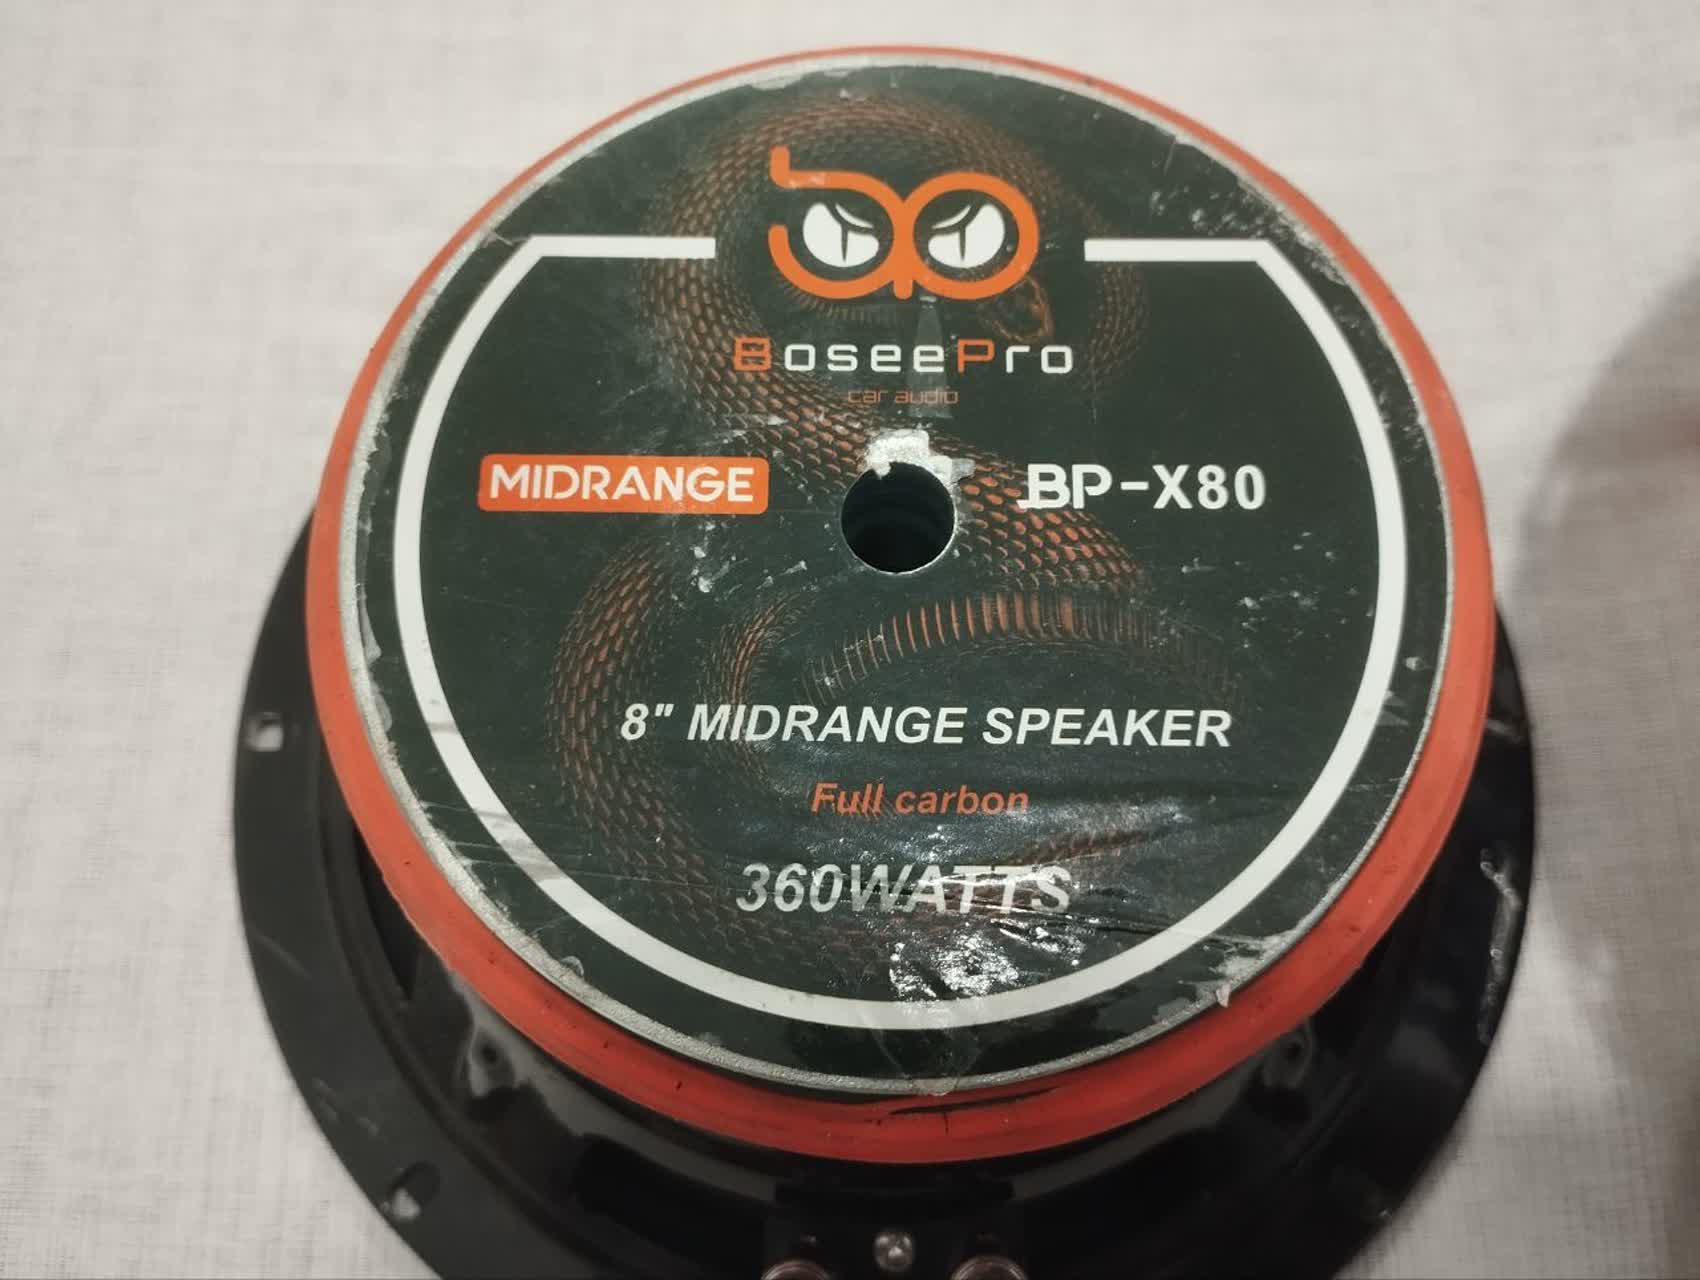 BoseePro
car audio
MIDRANGE
BP-X80
8" MIDRANGE SPEAKER
Full carbon
360WATTS